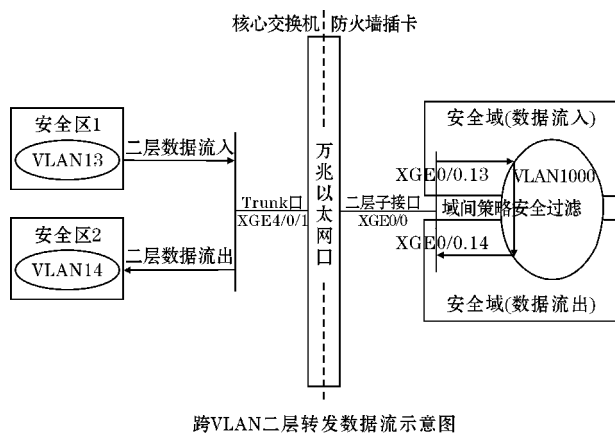 核心交换机 防火墙插卡
安全区1
VLAN13
二层数据流入
安全区2
VLAN14
二层数据流出
Trunk口
XGE4/0/1
万兆以太网口
二层子接口
XGE0/0
安全域(数据流入)
XGE0/0.13
VLAN1000
域间策略安全过滤
XGE0/0.14
安全域(数据流出)
跨VLAN二层转发数据流示意图